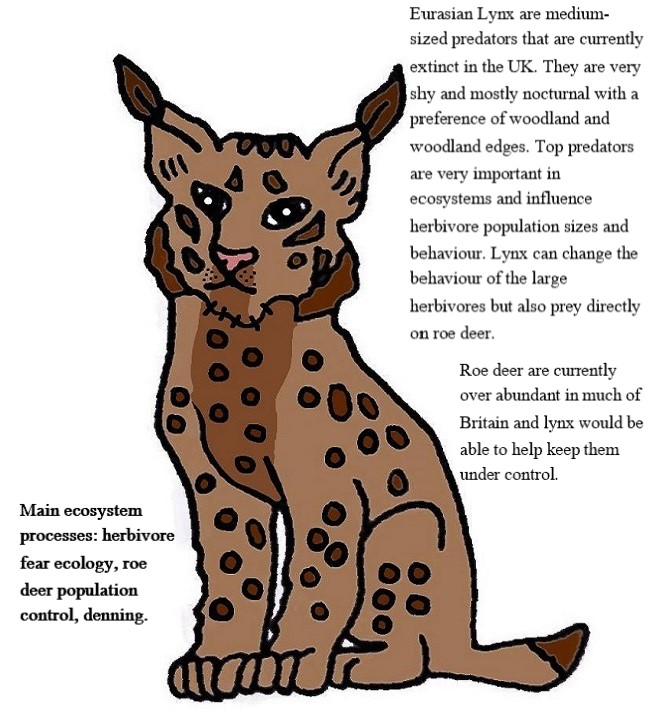 Eurasian Lynx are medium-
sized predators that are currently
extinct in the UK. They are very
shy and mostly nocturnal with a
preference of woodland and
woodland edges. Top predators
are very important in
ecosystems and influence
herbivore population sizes and
behaviour. Lynx can change the
behaviour of the large
herbivores but also prey directly
on roe deer.
Roe deer are currently
over abundant in much of
Britain and lynx would be
able to help keep them
under control.
Main ecosystem
processes: herbivore
fear ecology, roe
deer population
control, denning.